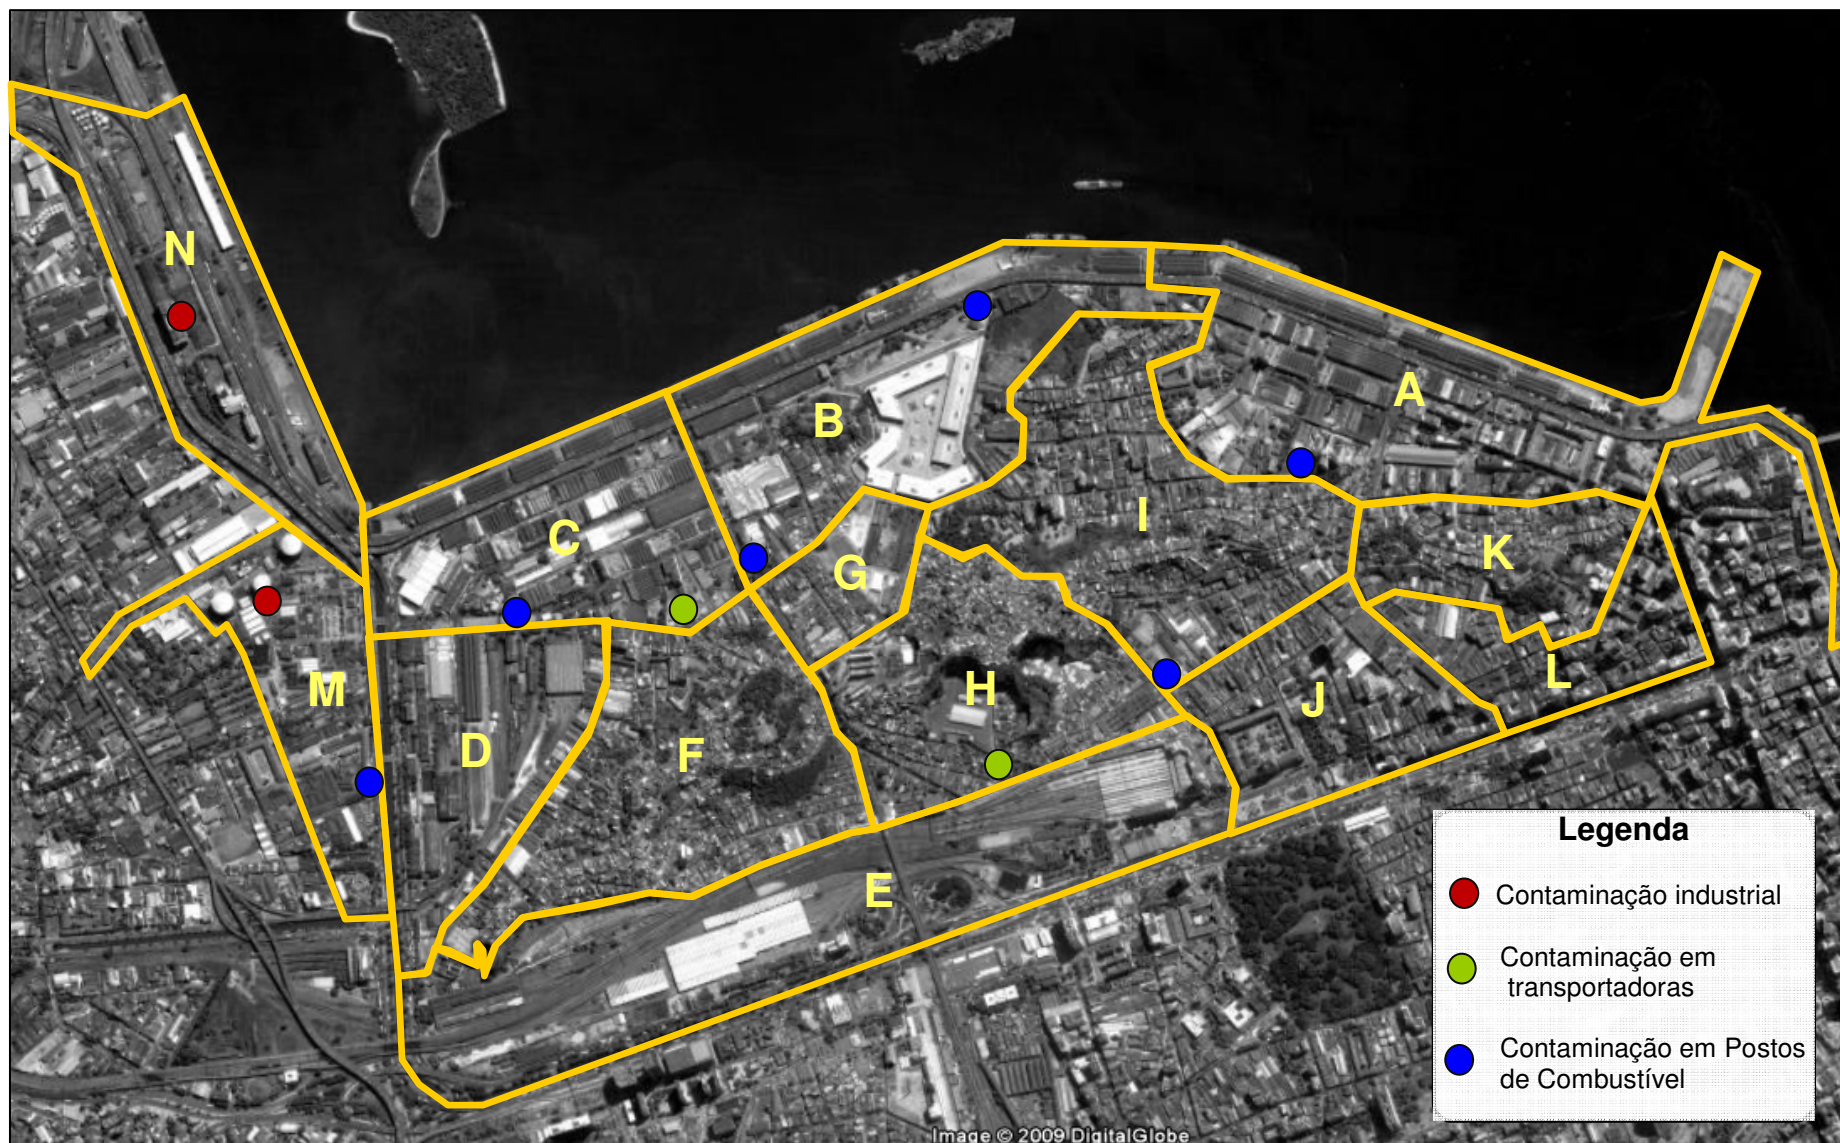 N
A
B
I
C
K
G
L
M
H
J
D
F
E
Legenda
Contaminação industrial
Contaminação em
transportadoras
Contaminação em Postos
de Combustível
Image © 2009 DigitalGlobe